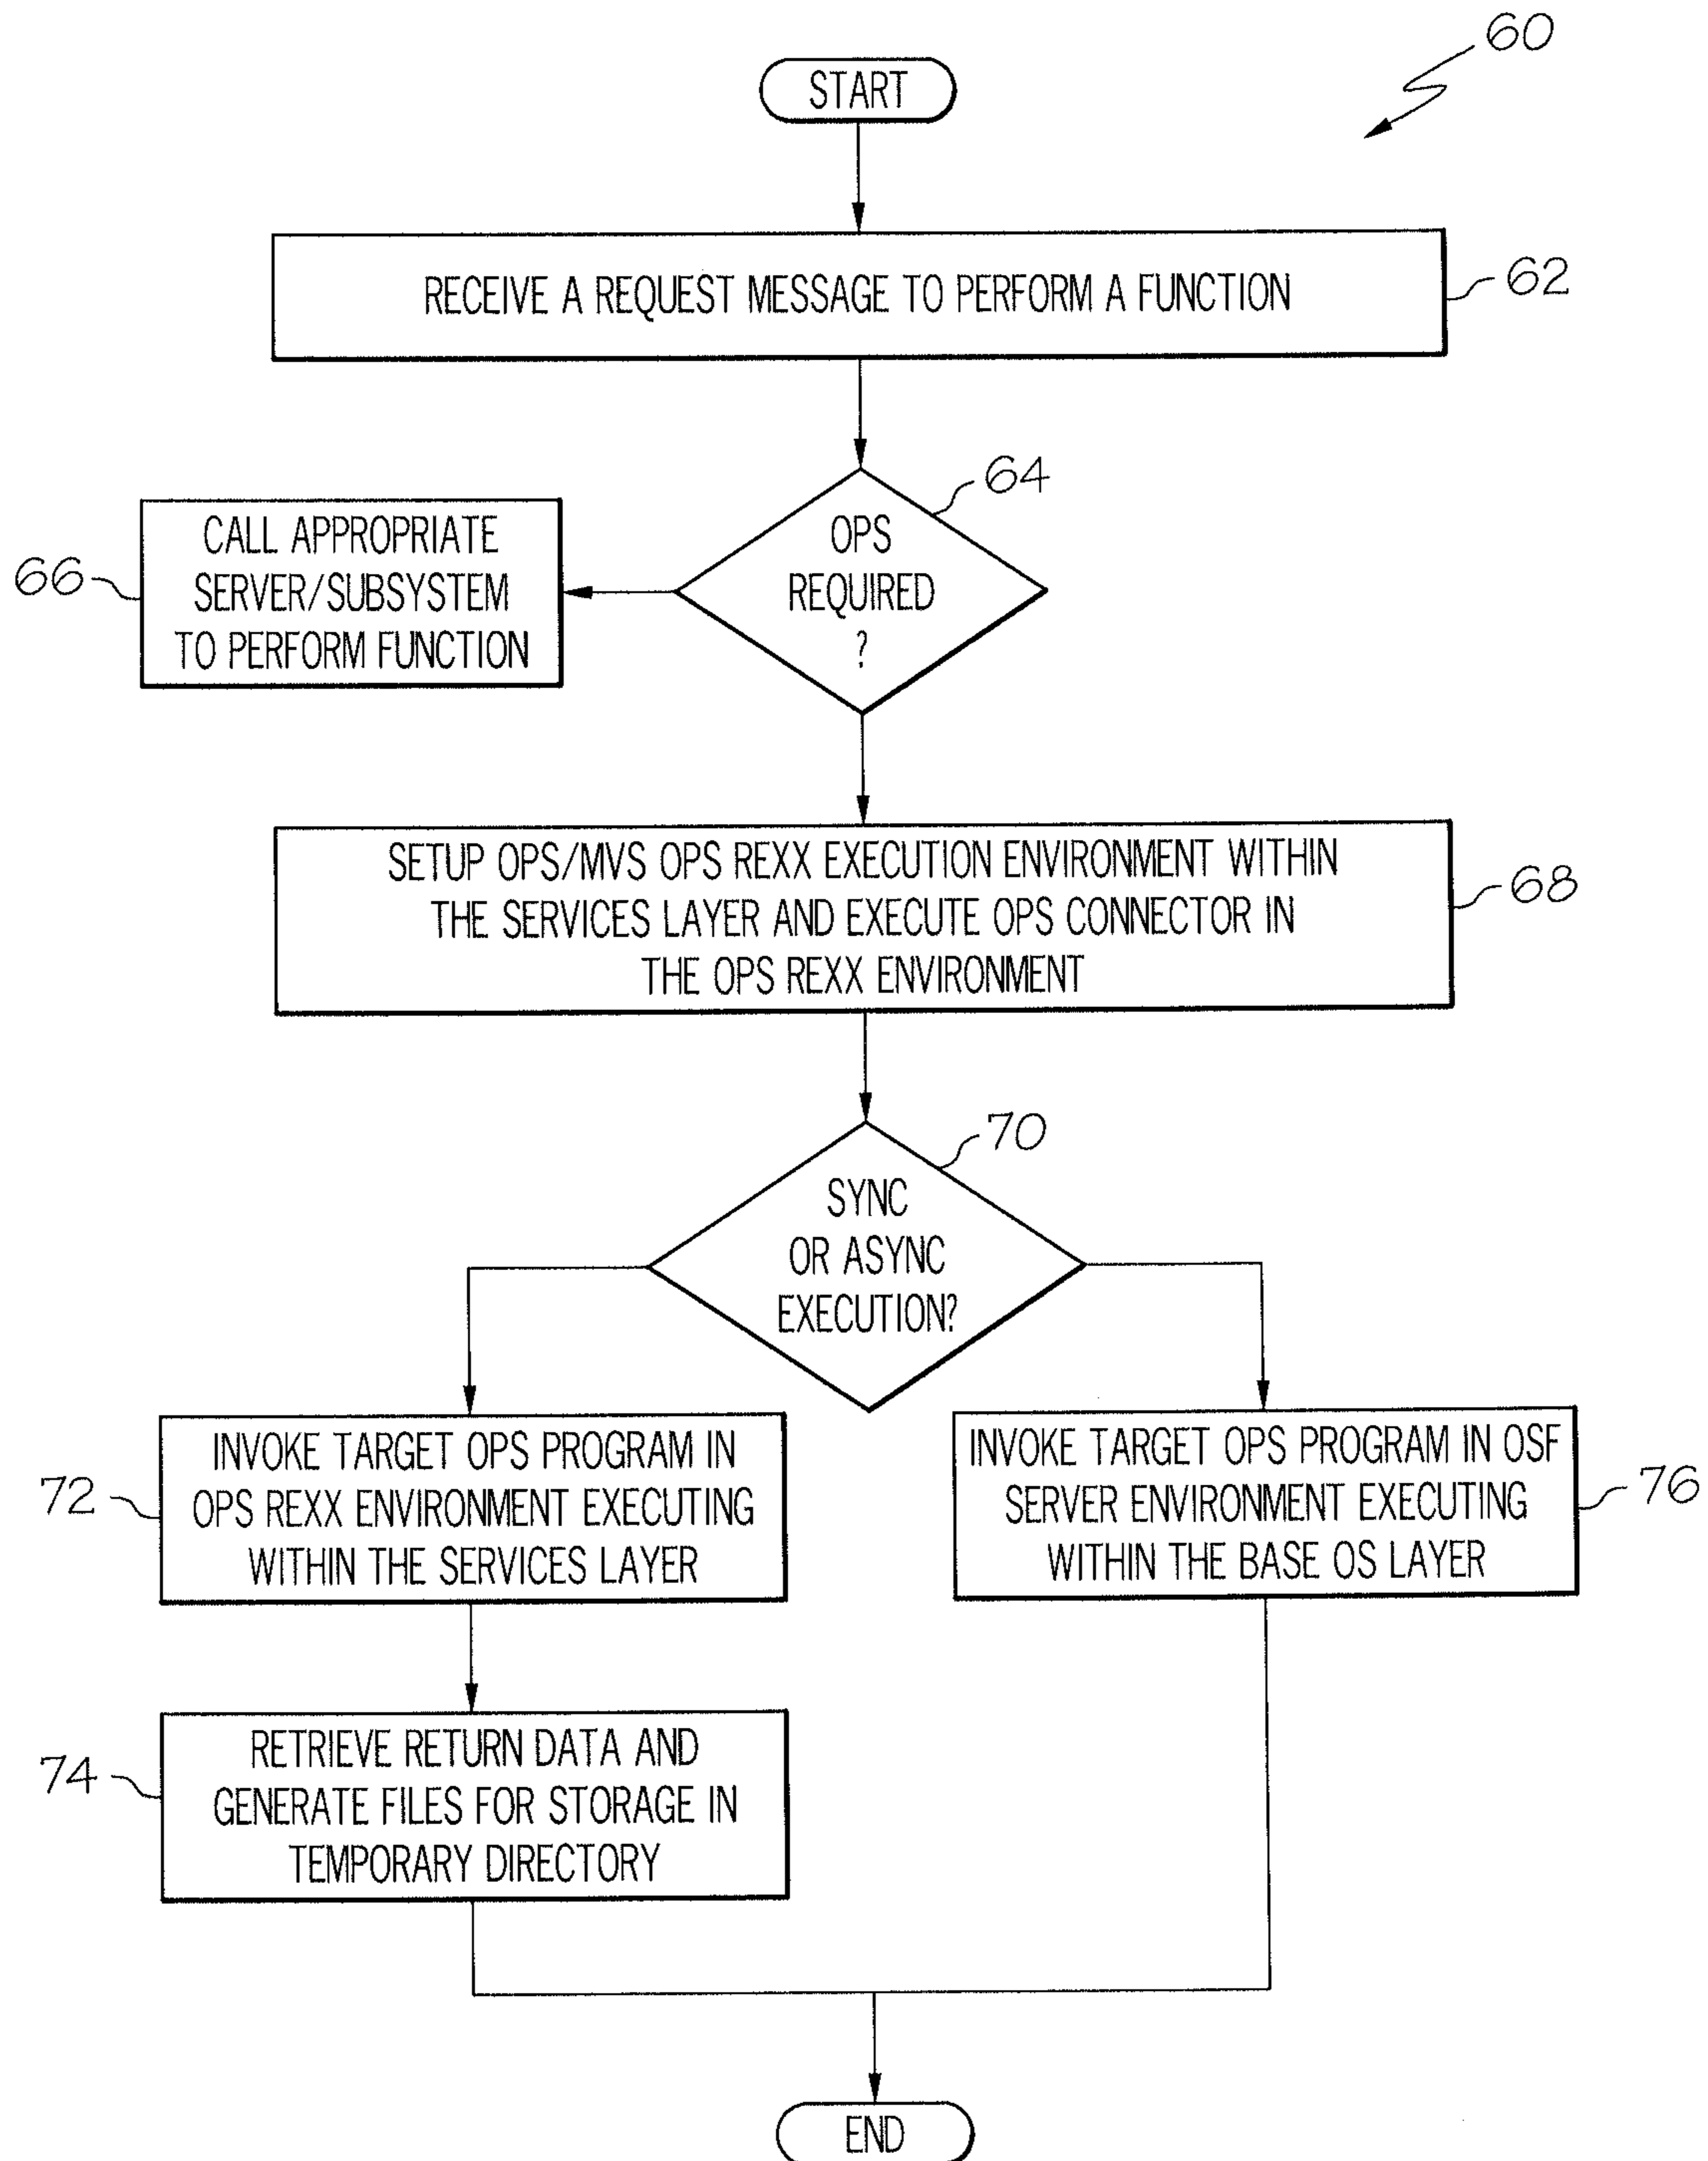 60
START
RECEIVE A REQUEST MESSAGE TO PERFORM A FUNCTION
62
64
OPS
REQUIRED
?
CALL APPROPRIATE
SERVER/SUBSYSTEM
TO PERFORM FUNCTION
66
SETUP OPS/MVS OPS REXX EXECUTION ENVIRONMENT WITHIN
THE SERVICES LAYER AND EXECUTE OPS CONNECTOR IN
THE OPS REXX ENVIRONMENT
68
70
SYNC
OR ASYNC
EXECUTION?
72
INVOKE TARGET OPS PROGRAM IN
OPS REXX ENVIRONMENT EXECUTING
WITHIN THE SERVICES LAYER
INVOKE TARGET OPS PROGRAM IN OSF
SERVER ENVIRONMENT EXECUTING
WITHIN THE BASE OS LAYER
76
74
RETRIEVE RETURN DATA AND
GENERATE FILES FOR STORAGE IN
TEMPORARY DIRECTORY
END